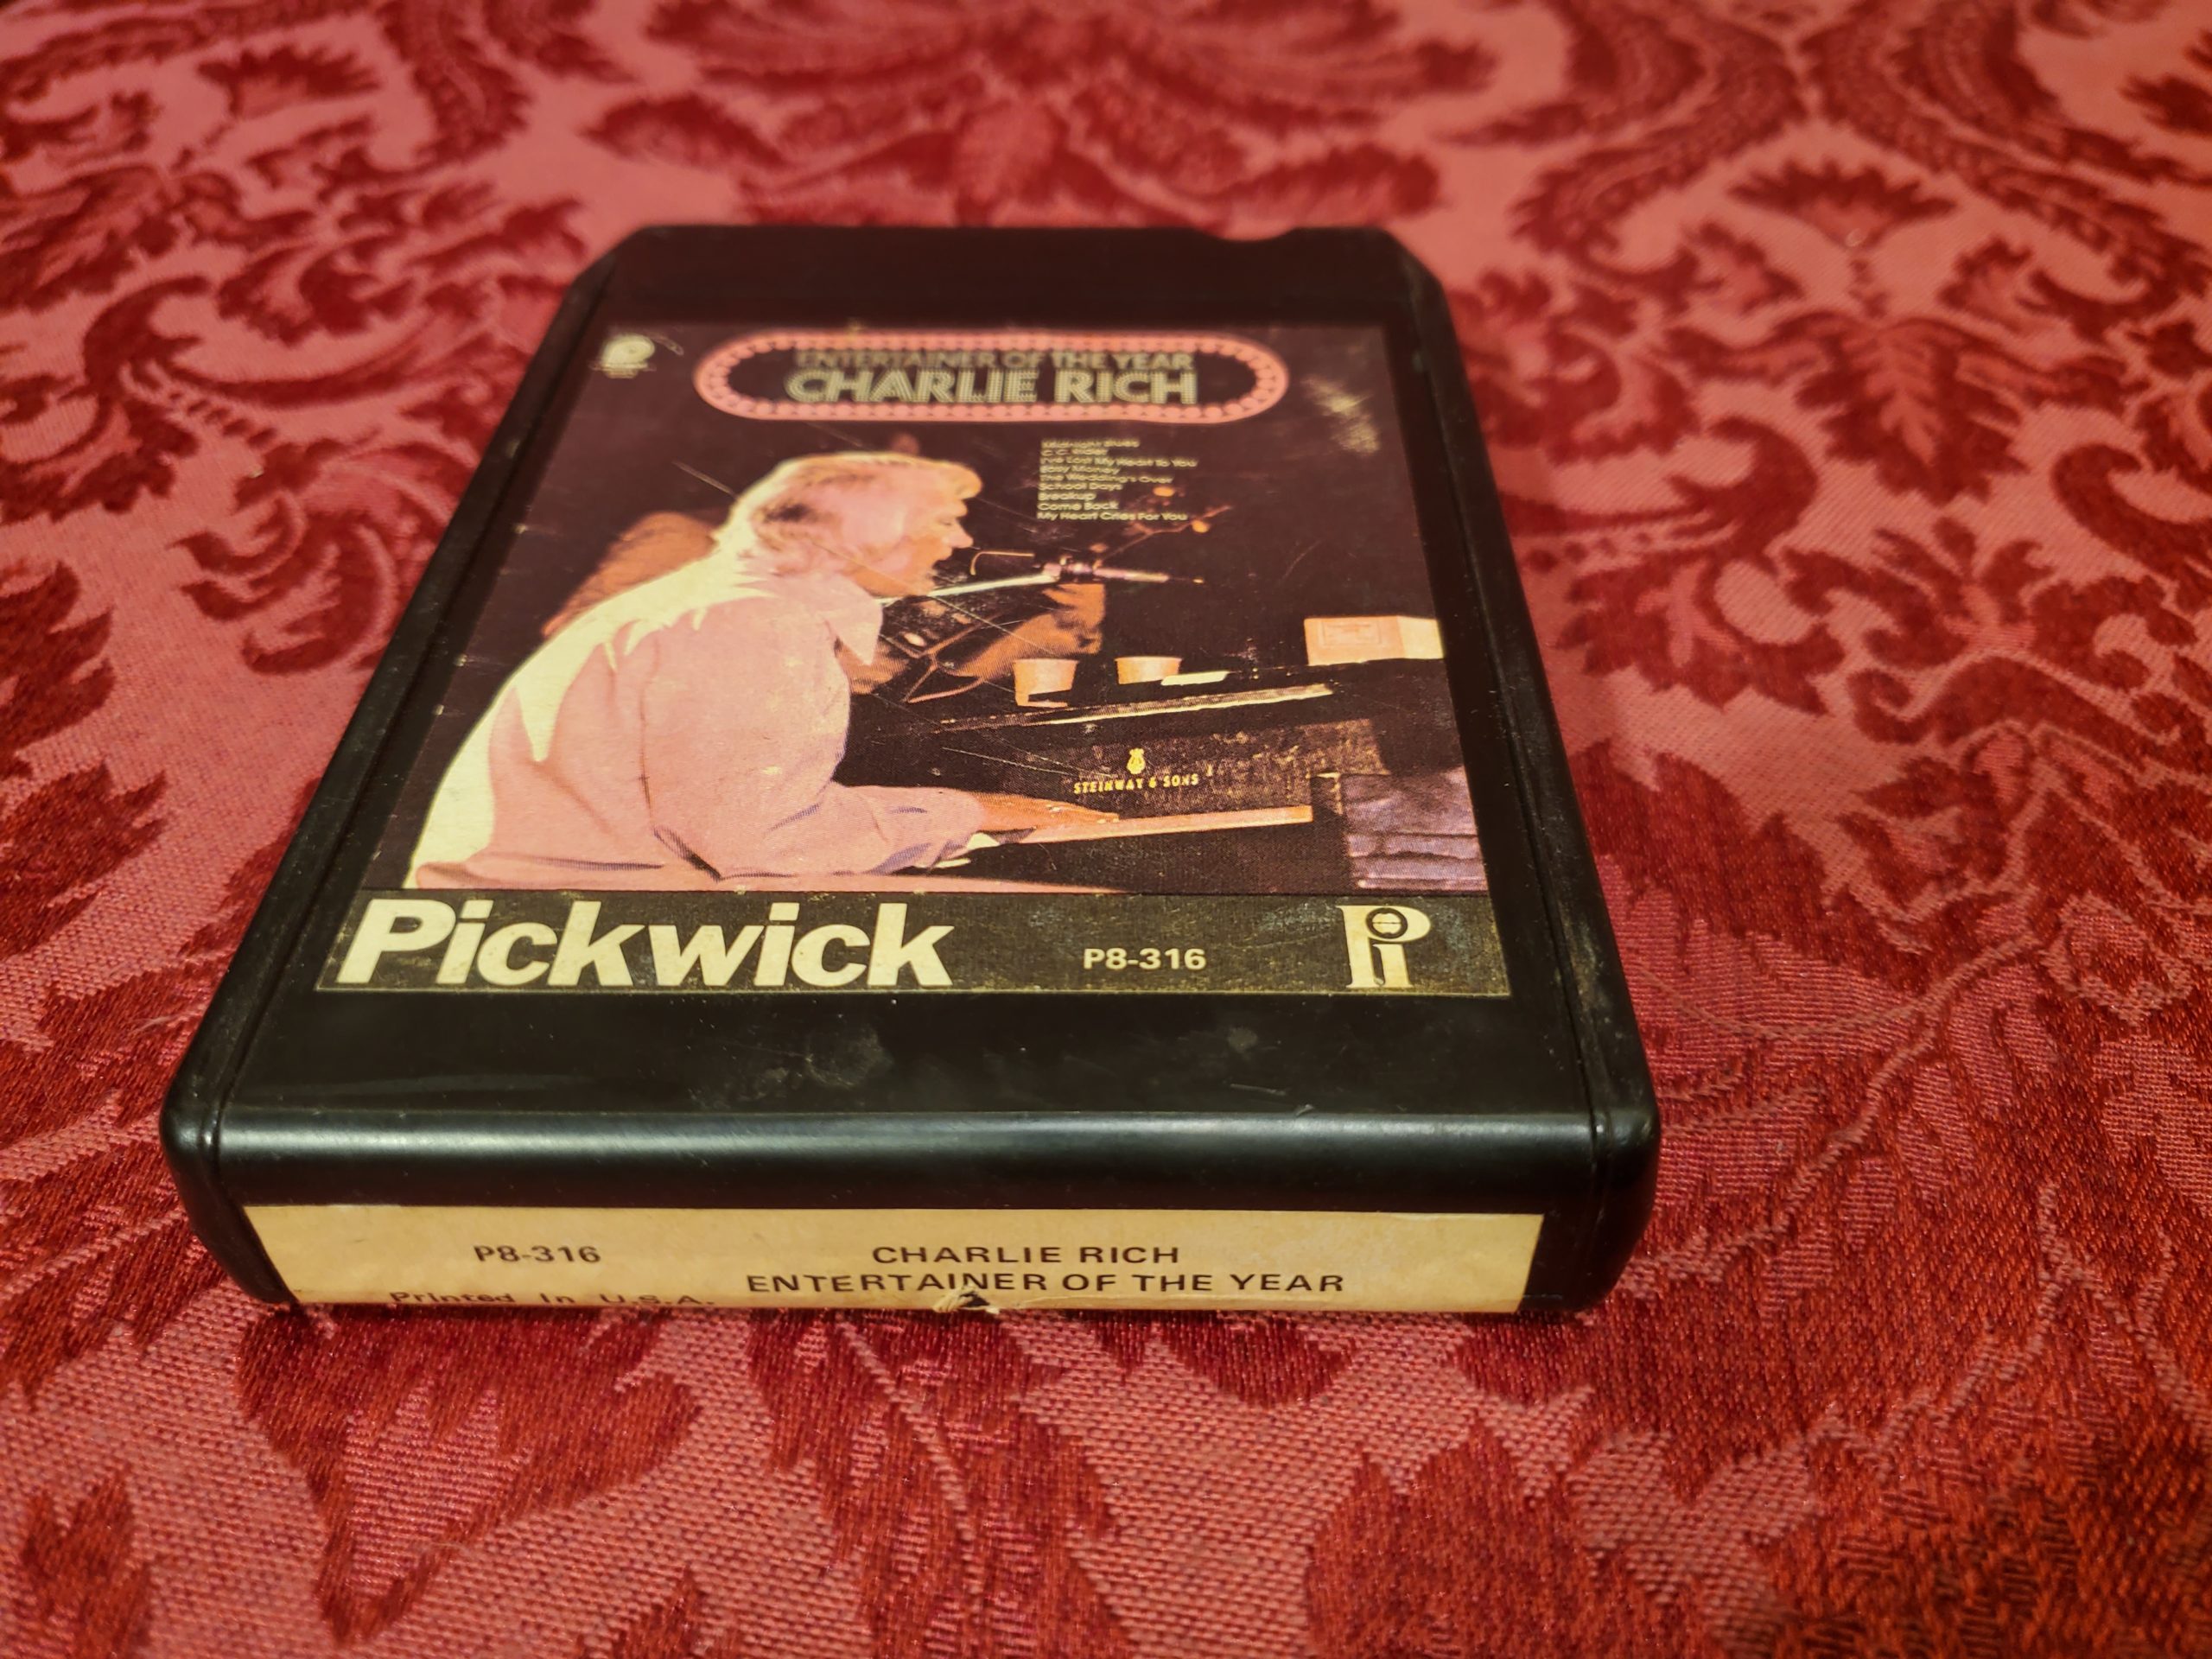 ENTERTAINER OF THE YEAR
CHARLIE RICH
Midnight Blues
C.C. Rider
I've Lost My Heart To You
Easy Money
The Wedding's Over
School Days
Breakup
Come Back
My Heart Cries For You
STEINWAY & SONS
Pickwick
P8-316
Pi
P8-316
CHARLIE RICH
ENTERTAINER OF THE YEAR
Printed In U.S.A.